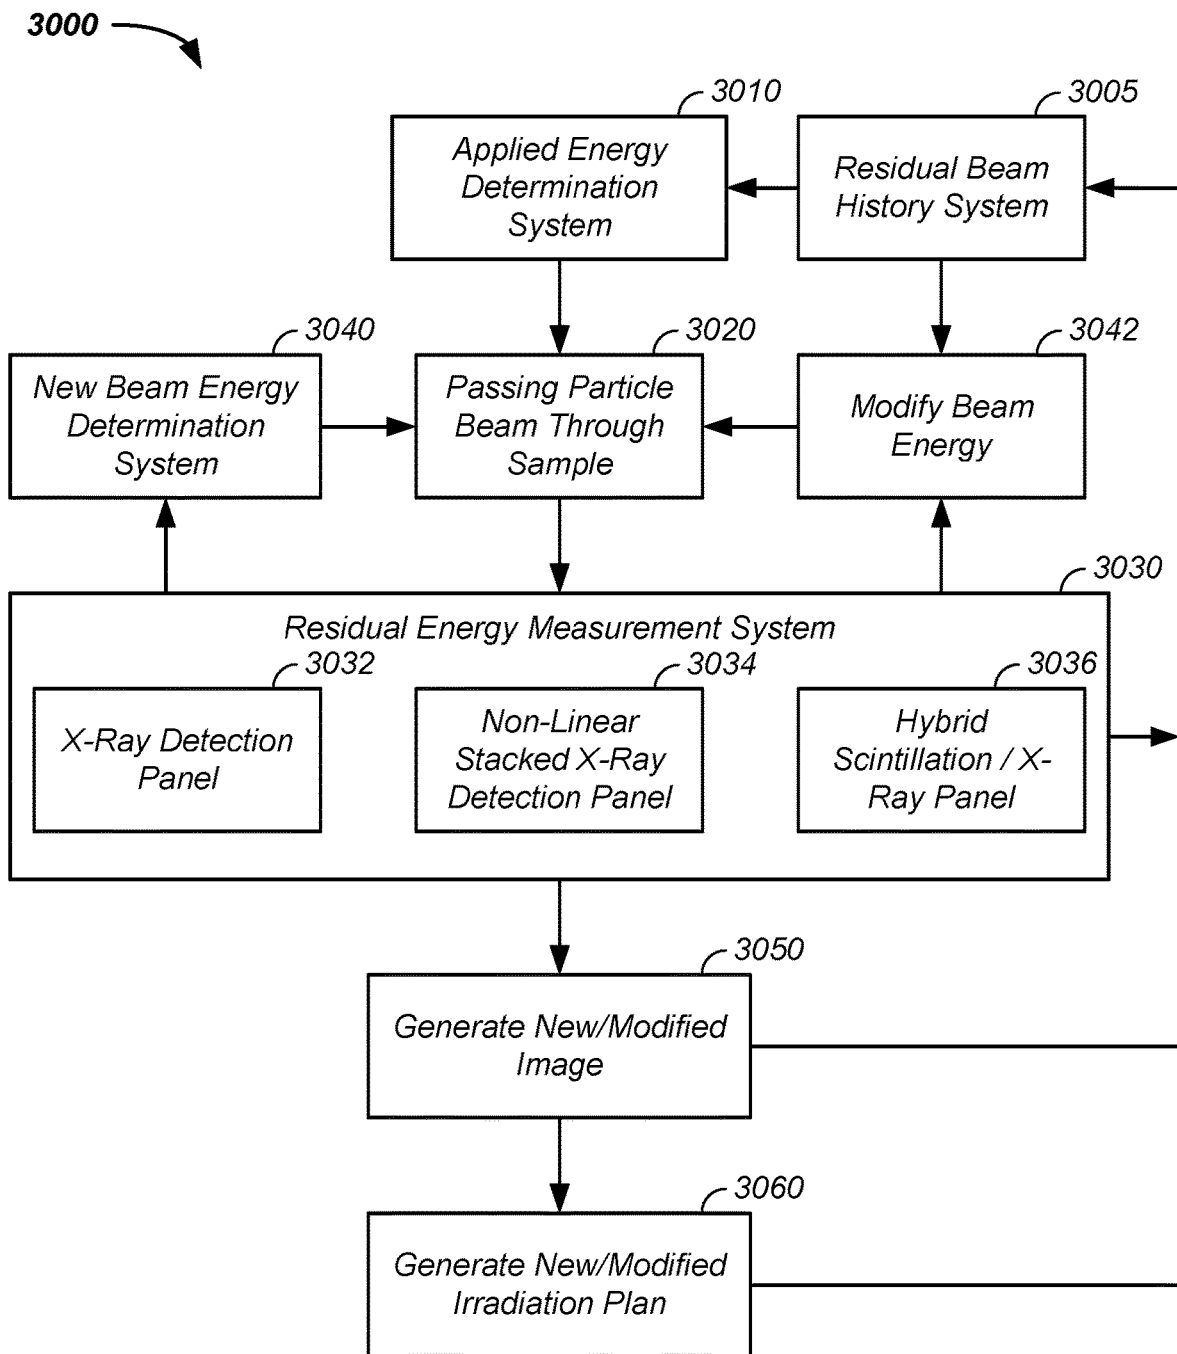 3000
3010
3005
Applied Energy
Determination
System
Residual Beam
History System
3040
3020
3042
New Beam Energy
Determination
System
Passing Particle
Beam Through
Sample
Modify Beam
Energy
3030
Residual Energy Measurement System
3032
3034
3036
X-Ray Detection
Panel
Non-Linear
Stacked X-Ray
Detection Panel
Hybrid
Scintillation / X-
Ray Panel
3050
Generate New/Modified
Image
3060
Generate New/Modified
Irradiation Plan